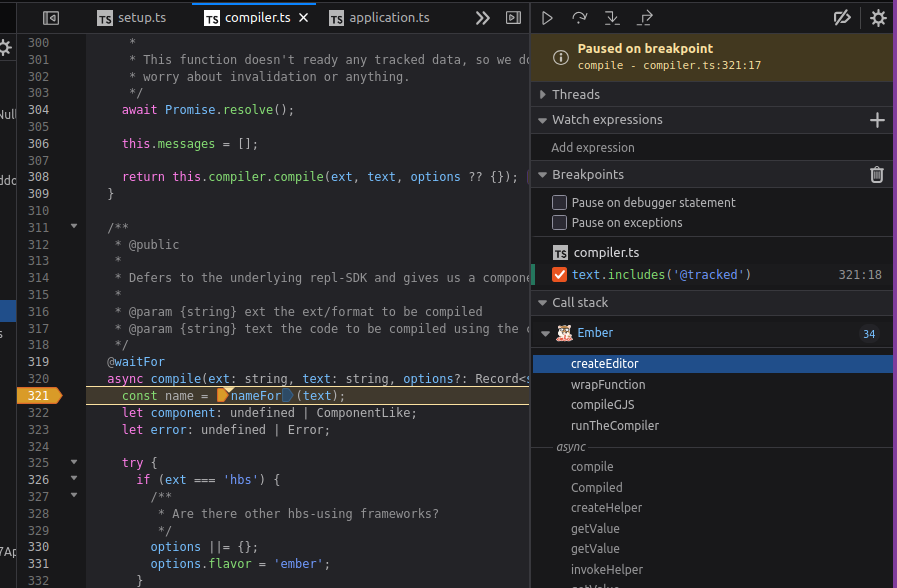 setup.ts
compiler.ts
application.ts
300 *
301 * This function doesn't ready any tracked data, so we do
302 * worry about invalidation or anything.
303 */
304 await Promise.resolve();
305
306 this.messages = [];
307
308 return this.compiler.compile(ext, text, options ?? {});
309 }
310
311 /**
312 * @public
313 *
314 * Defers to the underlying repl-SDK and gives us a compone
315 *
316 * @param {string} ext the ext/format to be compiled
317 * @param {string} text the code to be compiled using the c
318 */
319 @waitFor
320 async compile(ext: string, text: string, options?: Record<s
321 const name = nameFor(text);
322 let component: undefined | ComponentLike;
323 let error: undefined | Error;
324
325 try {
326 if (ext === 'hbs') {
327 /**
328 * Are there other hbs-using frameworks?
329 */
330 options ||= {};
331 options.flavor = 'ember';
332 }
Null
ddo
s
7Ap
Paused on breakpoint
compile - compiler.ts:321:17
Threads
Watch expressions
Add expression
Breakpoints
Pause on debugger statement
Pause on exceptions
TS compiler.ts
text.includes('@tracked') 321:18
Call stack
Ember 34
createEditor
wrapFunction
compileGJS
runTheCompiler
async
compile
Compiled
createHelper
getValue
getValue
invokeHelper